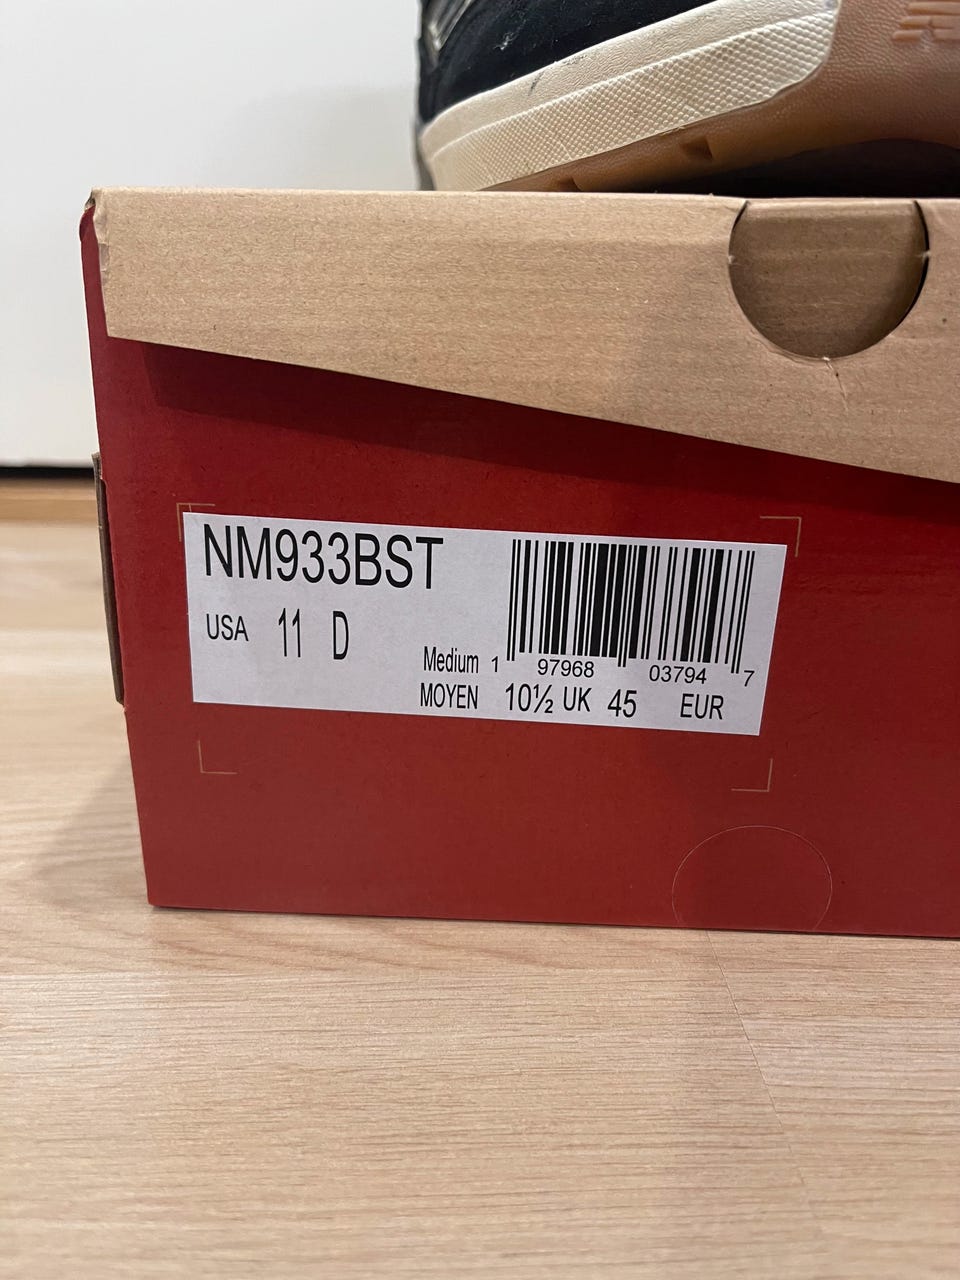 NM933BST
USA 11 D
Medium
MOYEN 10½ UK 45 EUR
1 97968 03794 7